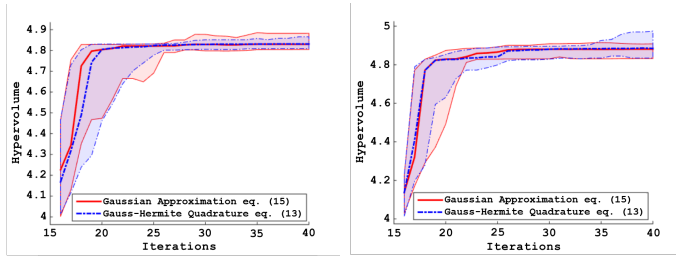 4.9
4.8
4.7
4.6
4.5
4.4
4.3
4.2
4.1
4
Hypervolume
Gaussian Approximation eq. (15)
Gauss-Hermite Quadrature eq. (13)
15 20 25 30 35 40
Iterations
5
4.8
4.6
4.4
4.2
4
Hypervolume
Gaussian Approximation eq. (15)
Gauss-Hermite Quadrature eq. (13)
15 20 25 30 35 40
Iterations